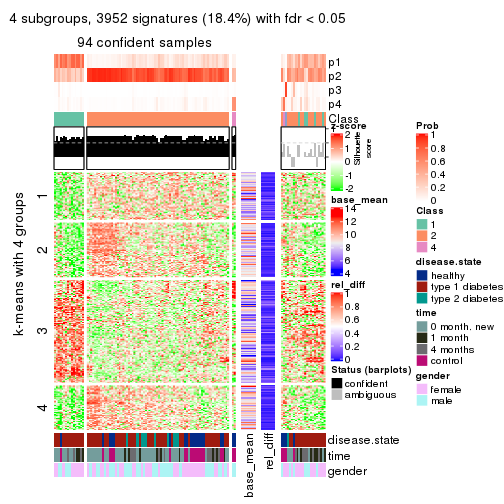 4 subgroups, 3952 signatures (18.4%) with fdr < 0.05
94 confident samples
p1
p2
p3
p4
Class
z-score
2
1
0
-1
-2
Silhouette
score
base_mean
14
12
10
8
6
4
rel_diff
1
0.8
0.6
0.4
0.2
0
Status (barplots)
confident
ambiguous
Prob
1
0.8
0.6
0.4
0.2
0
Class
1
2
4
disease.state
healthy
type 1 diabetes
type 2 diabetes
time
0 month. new
1 month
4 months
control
gender
female
male
k-means with 4 groups
1
2
3
4
base_mean
rel_diff
disease.state
time
gender